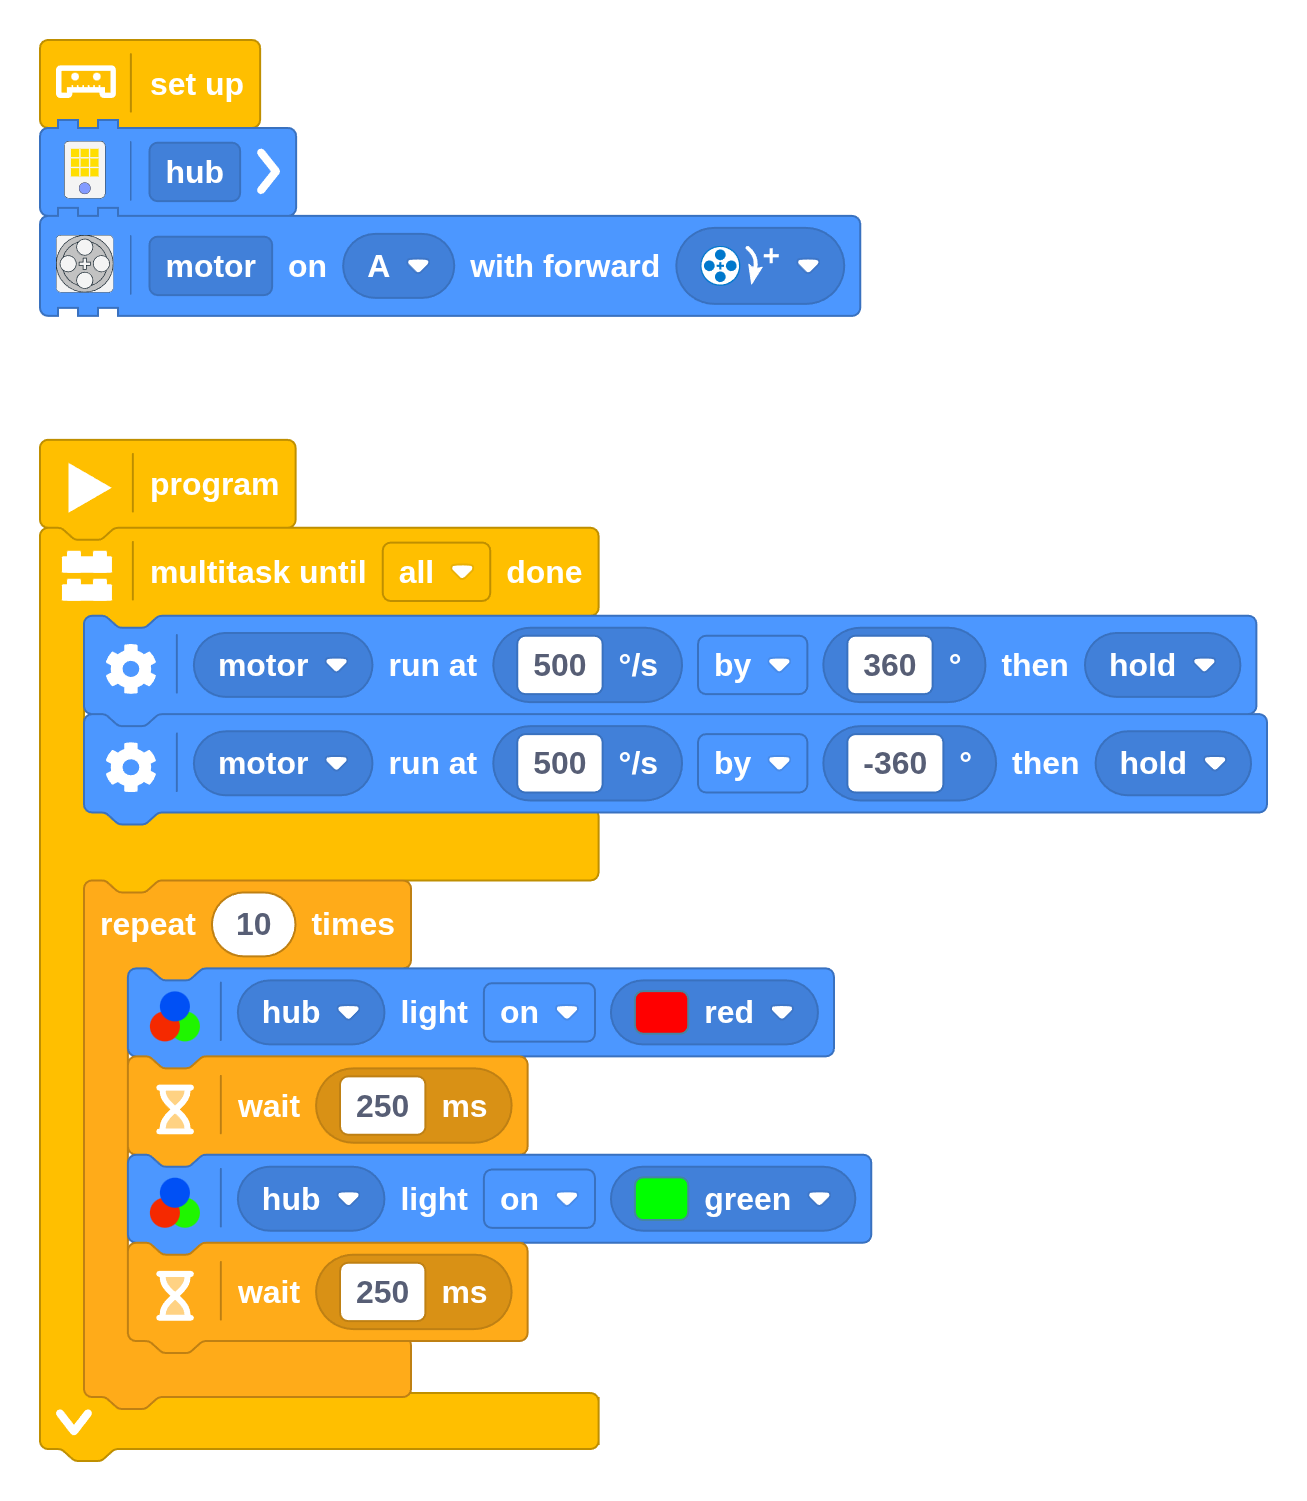 set up
hub
motor on A with forward +
program
multitask until all done
motor run at 500 °/s by 360 ° then hold
motor run at 500 °/s by -360 ° then hold
repeat 10 times
hub light on red
wait 250 ms
hub light on green
wait 250 ms